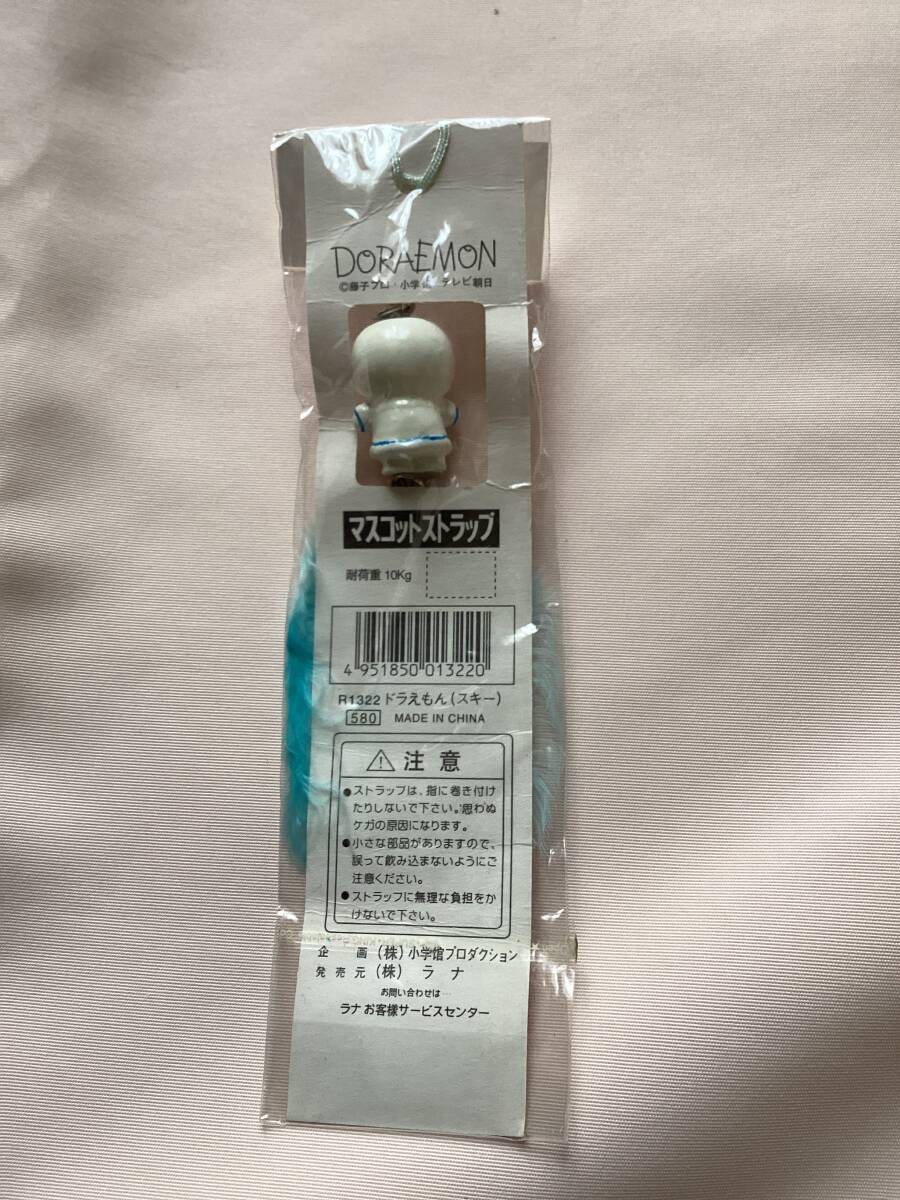 DORAEMON
©藤子プロ・小学館・テレビ朝日
マスコットストラップ
耐荷重 10Kg
4 951850 013220
R1322 ドラえもん(スキー)
580 MADE IN CHINA
注意
●ストラップは、指に巻き付け
たりしないで下さい。思わぬ
ケガの原因になります。
●小さな部品がありますので、
誤って飲み込まないようにご
注意ください。
●ストラップに無理な負担をか
けないで下さい。
企 画 (株)小学館プロダクション
発売元 (株) ラ ナ
お問い合わせは…
ラナ お客様サービスセンター